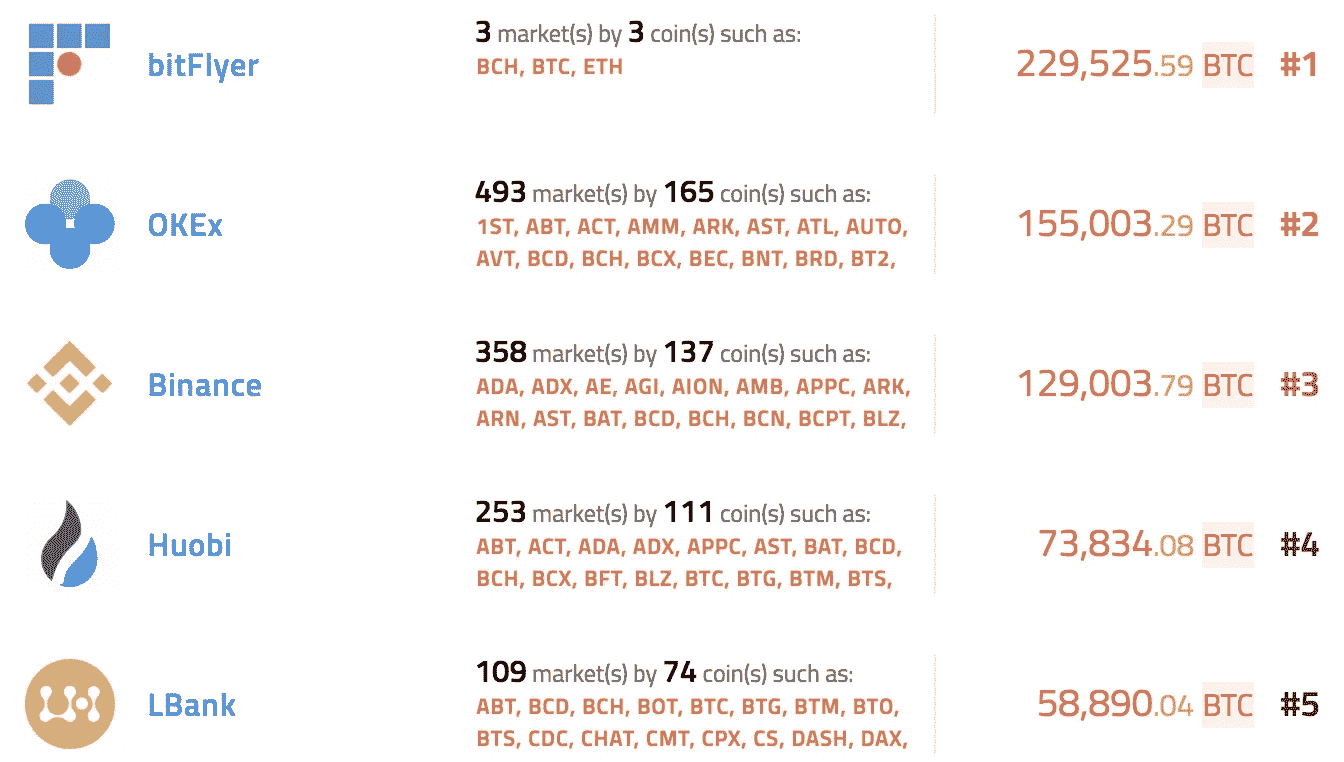 3 market(s) by 3 coin(s) such as:
bitFlyer
BCH, BTC, ETH
229,525.59 BTC #1
493 market(s) by 165 coin(s) such as:
OKEx
1ST, ABT, ACT, AMM, ARK, AST, ATL, AUTO,
AVT, BCD, BCH, BCX, BEC, BNT, BRD, BT2,
155,003.29 BTC #2
358 market(s) by 137 coin(s) such as:
Binance
ADA, ADX, AE, AGI, AION, AMB, APPC, ARK,
ARN, AST, BAT, BCD, BCH, BCN, BCPT, BLZ,
129,003.79 BTC #3
253 market(s) by 111 coin(s) such as:
Huobi
ABT, ACT, ADA, ADX, APPC, AST, BAT, BCD,
BCH, BCX, BFT, BLZ, BTC, BTG, BTM, BTS,
73,834.08 BTC #4
109 market(s) by 74 coin(s) such as:
LBank
ABT, BCD, BCH, BOT, BTC, BTG, BTM, BTO,
BTS, CDC, CHAT, CMT, CPX, CS, DASH, DAX,
58,890.04 BTC #5